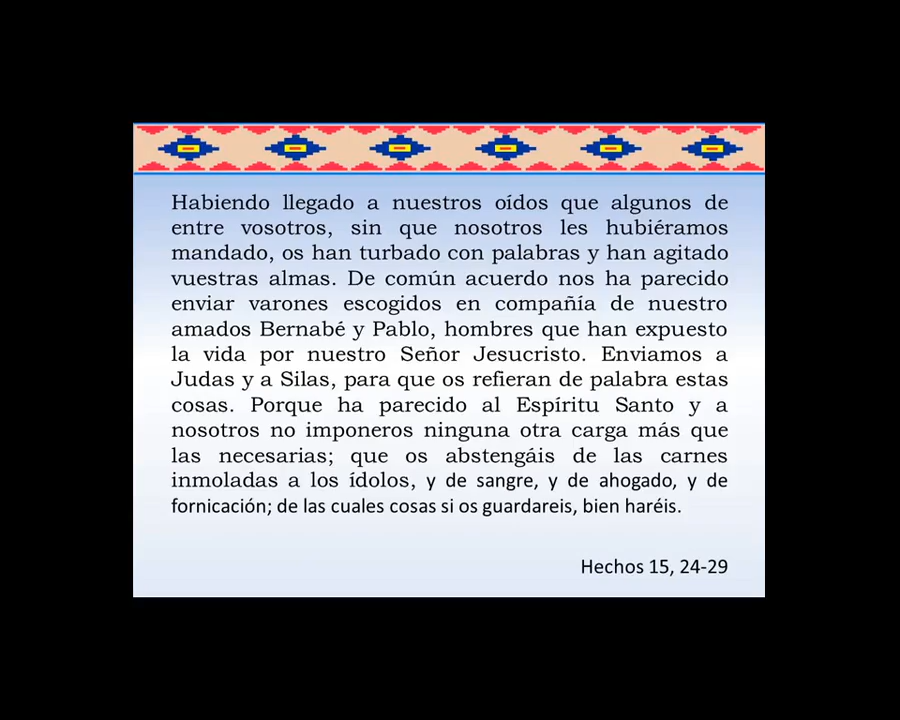 Habiendo llegado a nuestros oídos que algunos de
entre vosotros, sin que nosotros les hubiéramos
mandado, os han turbado con palabras y han agitado
vuestras almas. De común acuerdo nos ha parecido
enviar varones escogidos en compañía de nuestro
amados Bernabé y Pablo, hombres que han expuesto
la vida por nuestro Señor Jesucristo. Enviamos a
Judas y a Silas, para que os refieran de palabra estas
cosas. Porque ha parecido al Espíritu Santo y a
nosotros no imponeros ninguna otra carga más que
las necesarias; que os abstengáis de las carnes
inmoladas a los ídolos, y de sangre, y de ahogado, y de
fornicación; de las cuales cosas si os guardareis, bien haréis.
Hechos 15, 24-29